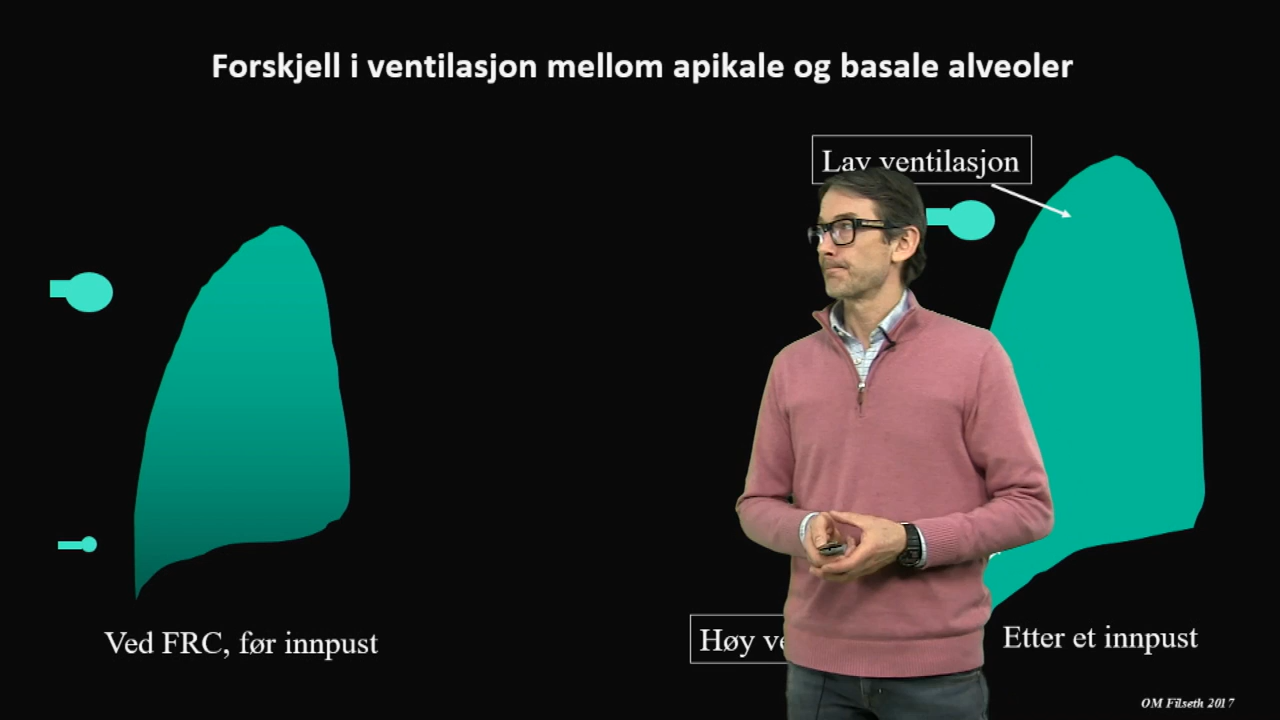 Forskjell i ventilasjon mellom apikale og basale alveoler
Lav ventilasjon
Høy
Ved FRC, før innpust
Etter et innpust
OM Filseth 2017